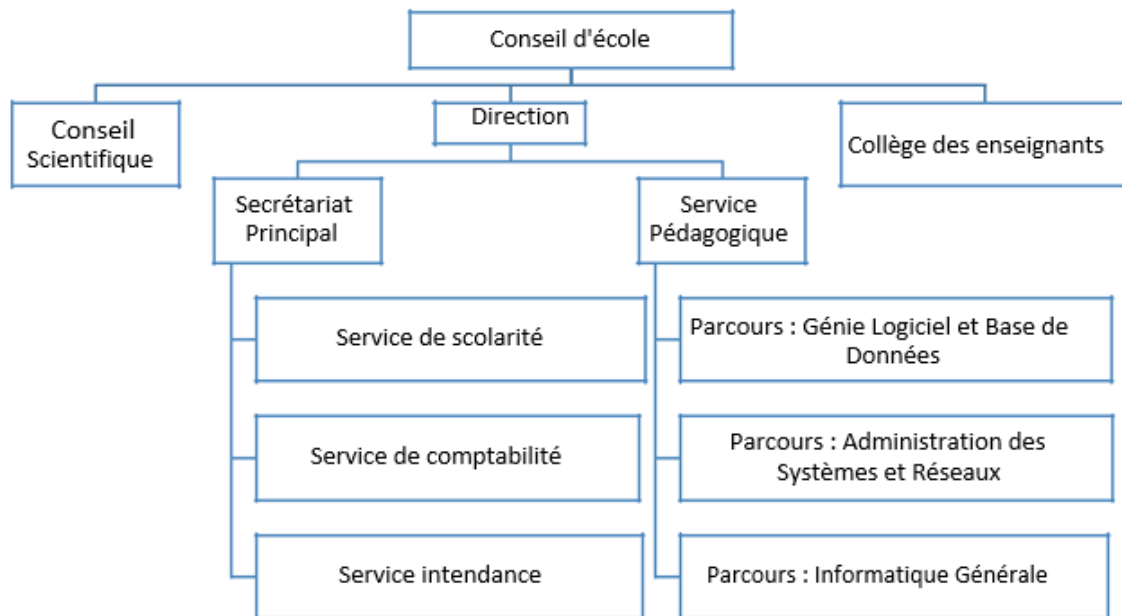 Conseil d'école
Conseil
Scientifique
Direction
Collège des enseignants
Secrétariat
Principal
Service
Pédagogique
Service de scolarité
Parcours : Génie Logiciel et Base de
Données
Service de comptabilité
Parcours : Administration des
Systèmes et Réseaux
Service intendance
Parcours : Informatique Générale